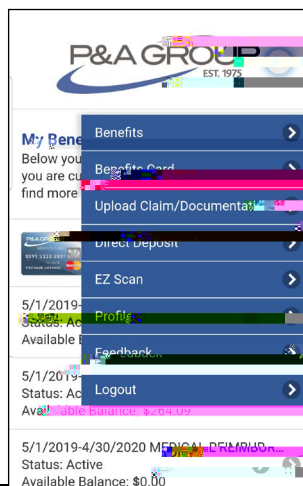 P&A GROUP
EST. 1975
My Bene
Below you
you are cu
find more
Benefits
Benefits Card
Upload Claim/Documentat
Direct Deposit
EZ Scan
Profile
Feedback
Logout
5/1/2019-
Status: Ac
Available B
5/1/2019-
Status: Ac
Available Balance: $264.09
5/1/2019-4/30/2020 MEDICAL REIMBUR...
Status: Active
Available Balance: $0.00